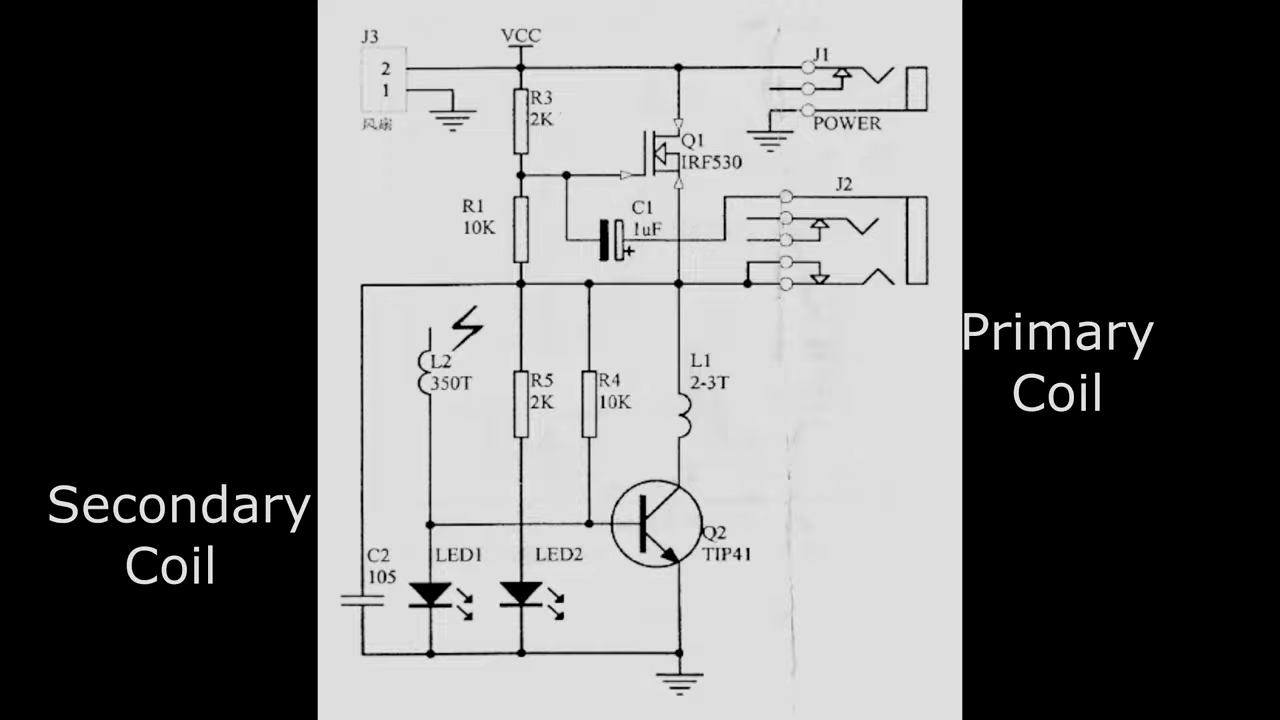 J3
2
1
风扇
VCC
R3
2K
J1
POWER
Q1
IRF530
R1
10K
C1
1uF
+
J2
L2
350T
R5
2K
R4
10K
L1
2-3T
Primary
Coil
Secondary
Coil
C2
105
LED1
LED2
Q2
TIP41